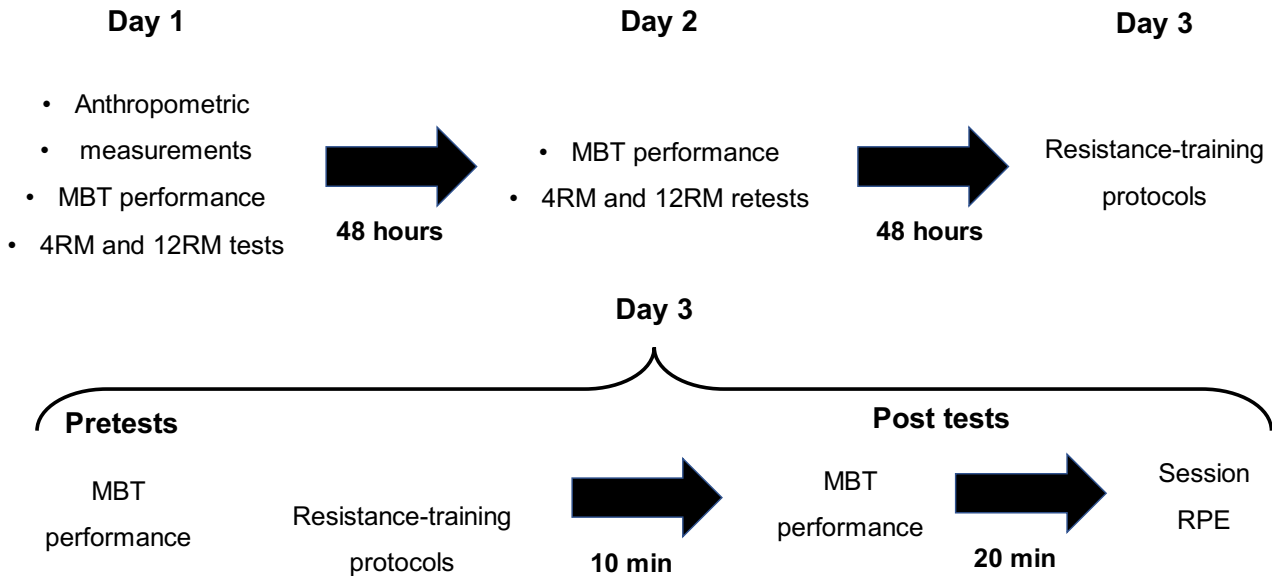 Day 1
Day 2
Day 3
• Anthropometric
• measurements
• MBT performance
• 4RM and 12RM tests
48 hours
• MBT performance
• 4RM and 12RM retests
48 hours
Resistance-training
protocols
Day 3
Pretests
Post tests
MBT
performance
Resistance-training
protocols
10 min
MBT
performance
20 min
Session
RPE